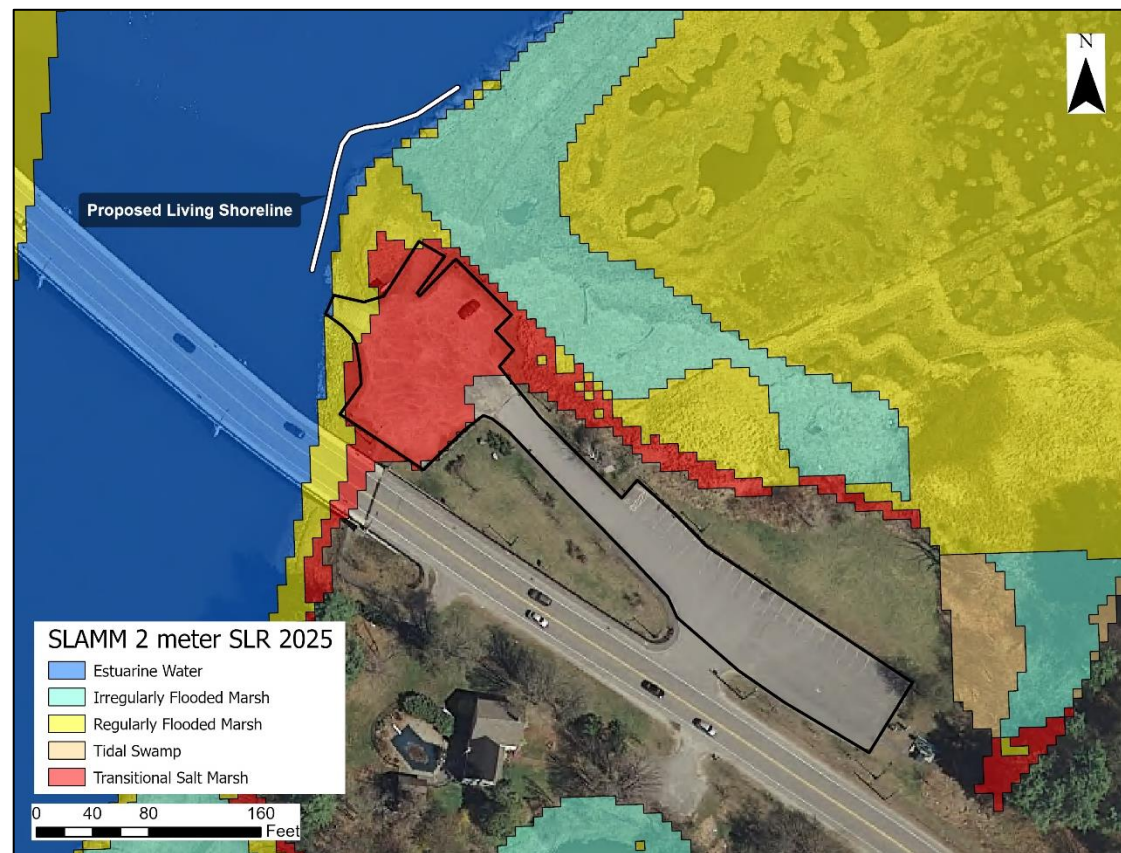 N
Proposed Living Shoreline
SLAMM 2 meter SLR 2025
Estuarine Water
Irregularly Flooded Marsh
Regularly Flooded Marsh
Tidal Swamp
Transitional Salt Marsh
0 40 80 160
Feet